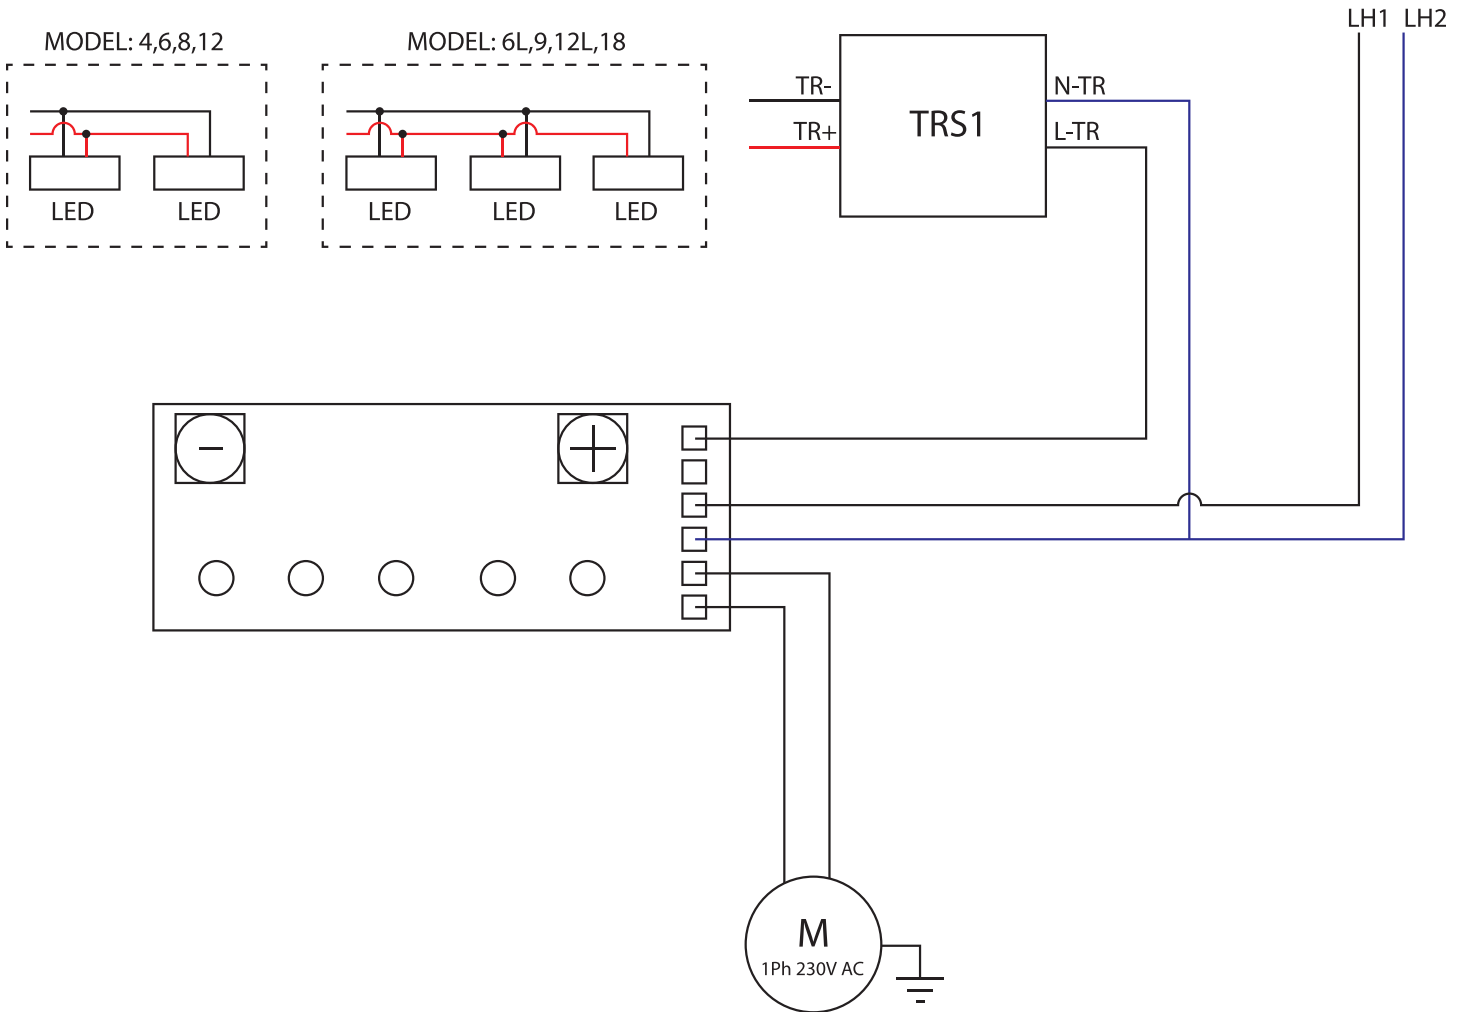 LH1 LH2
MODEL: 4,6,8,12
MODEL: 6L,9,12L,18
TR-
N-TR
TRS1
TR+
L-TR
LED
LED
LED
LED
LED
M
1Ph 230V AC